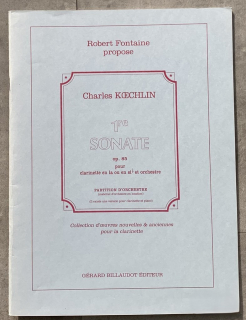 Robert Fontaine
propose
Charles KŒCHLIN
1re
SONATE
op. 85
pour
clarinette en la ou en si♭ et orchestre
PARTITION D'ORCHESTRE
Collection d'œuvres nouvelles & anciennes
pour la clarinette
GÉRARD BILLAUDOT ÉDITEUR